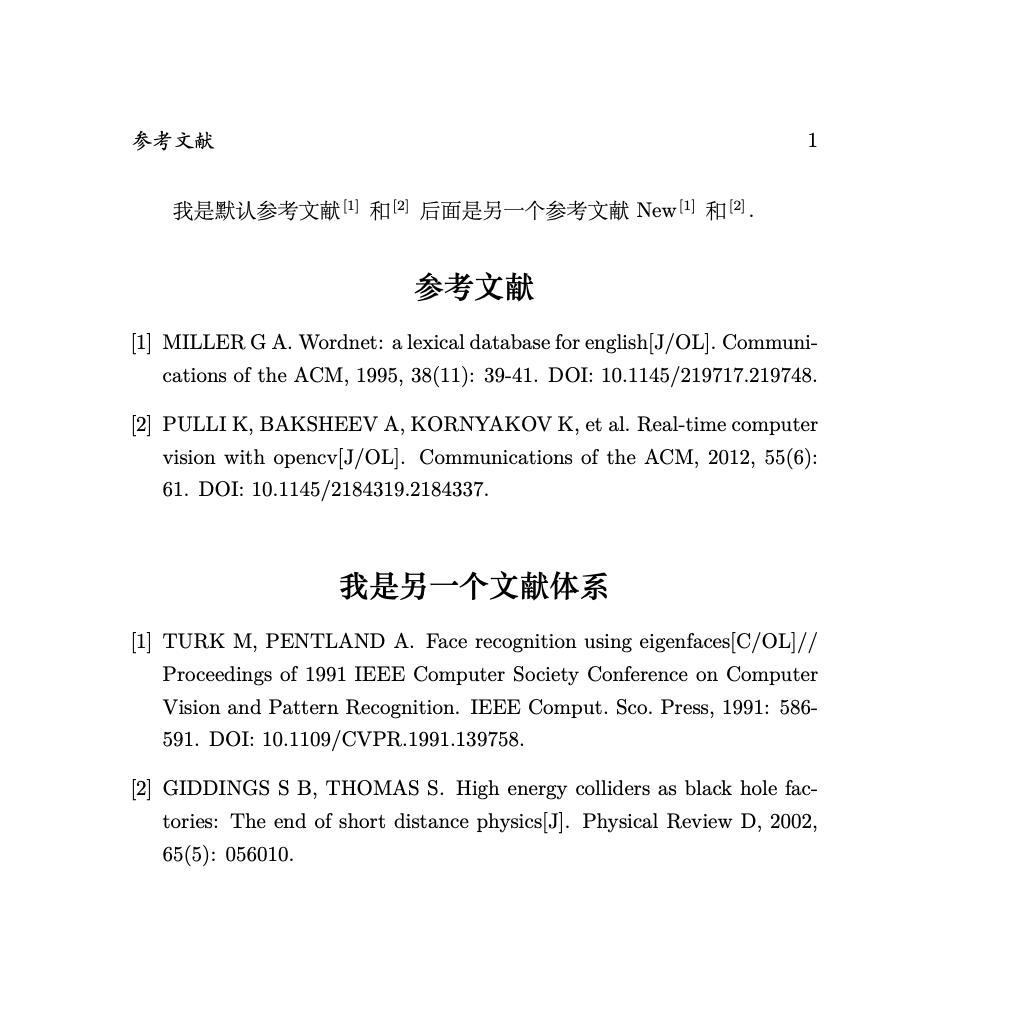 参考文献 1
我是默认参考文献[1] 和[2] 后面是另一个参考文献 New[1] 和[2].
参考文献
[1] MILLER G A. Wordnet: a lexical database for english[J/OL]. Communi-
cations of the ACM, 1995, 38(11): 39-41. DOI: 10.1145/219717.219748.
[2] PULLI K, BAKSHEEV A, KORNYAKOV K, et al. Real-time computer
vision with opencv[J/OL]. Communications of the ACM, 2012, 55(6):
61. DOI: 10.1145/2184319.2184337.
我是另一个文献体系
[1] TURK M, PENTLAND A. Face recognition using eigenfaces[C/OL]//
Proceedings of 1991 IEEE Computer Society Conference on Computer
Vision and Pattern Recognition. IEEE Comput. Sco. Press, 1991: 586-
591. DOI: 10.1109/CVPR.1991.139758.
[2] GIDDINGS S B, THOMAS S. High energy colliders as black hole fac-
tories: The end of short distance physics[J]. Physical Review D, 2002,
65(5): 056010.